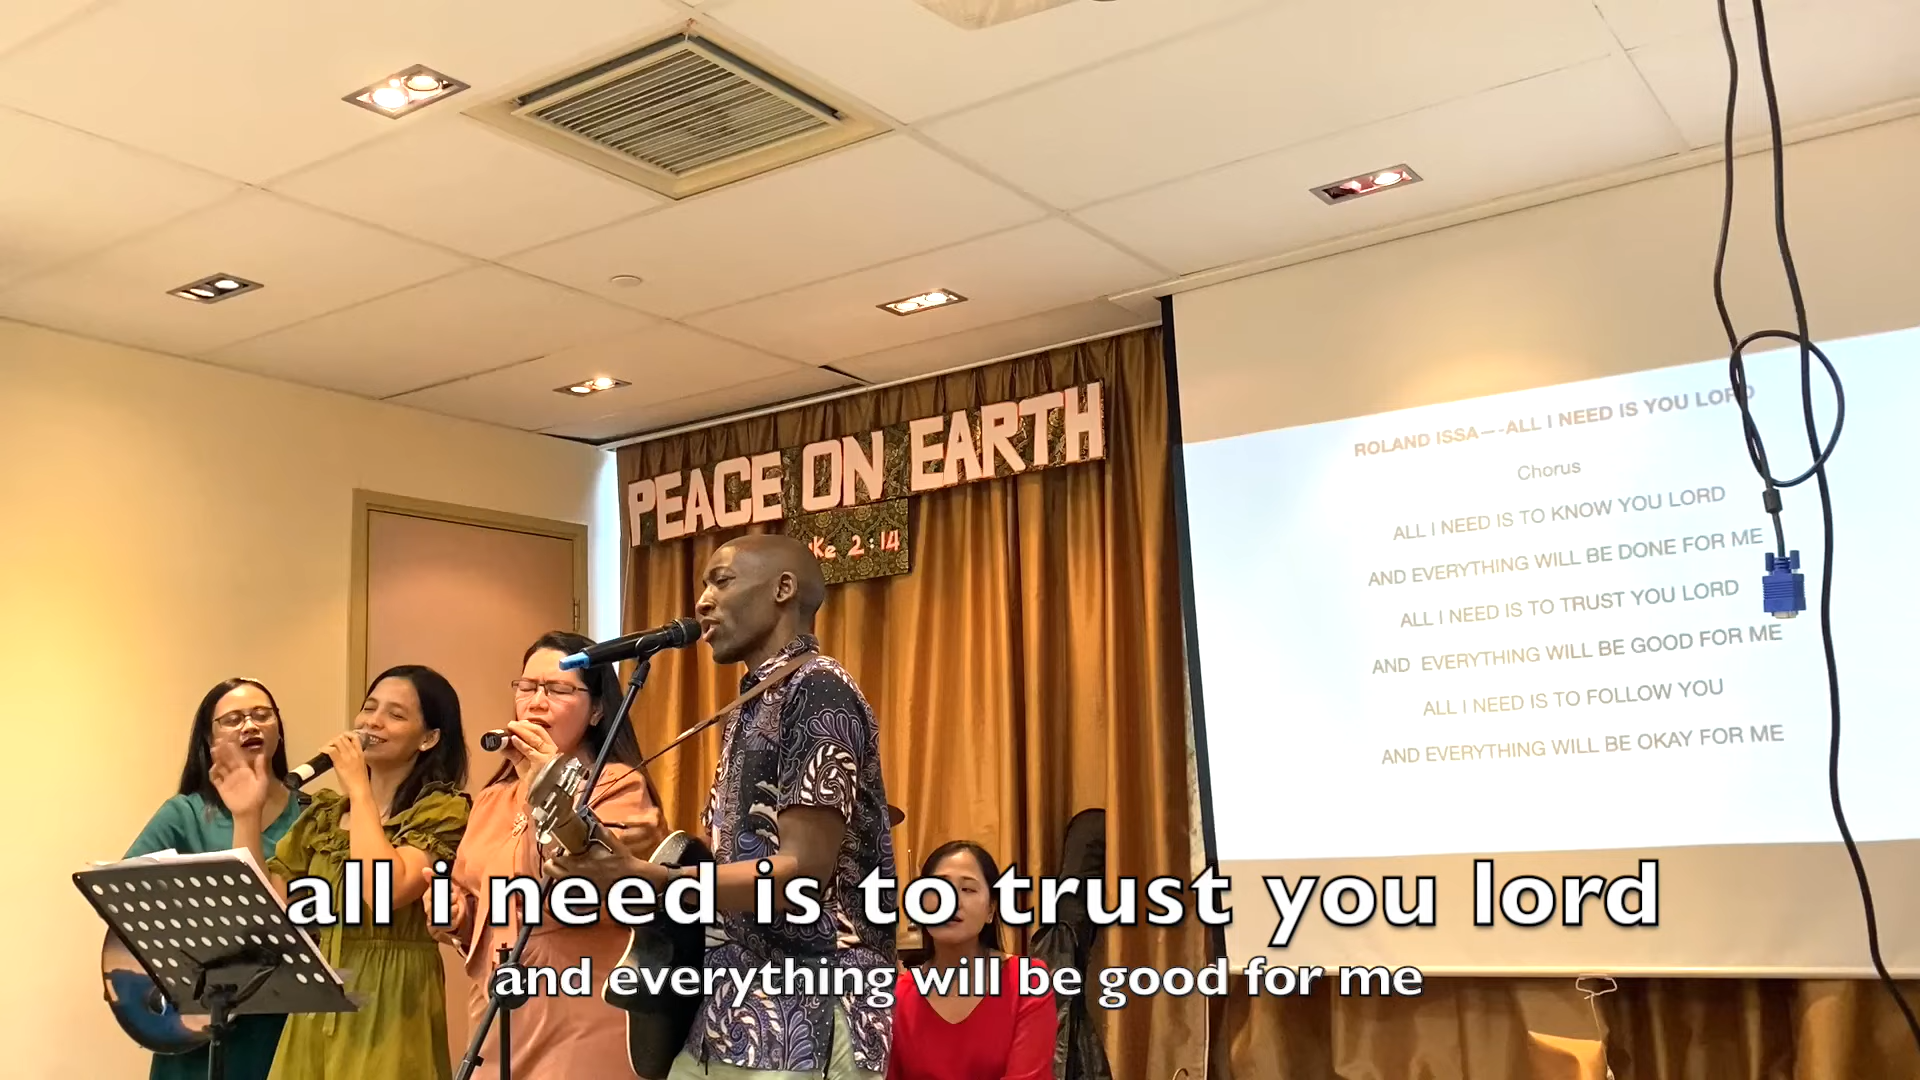 PEACE ON EARTH
2:14
ROLAND ISSA—-ALL I NEED IS YOU LORD
Chorus
ALL I NEED IS TO KNOW YOU LORD
AND EVERYTHING WILL BE DONE FOR ME
ALL I NEED IS TO TRUST YOU LORD
AND EVERYTHING WILL BE GOOD FOR ME
ALL I NEED IS TO FOLLOW YOU
AND EVERYTHING WILL BE OKAY FOR ME
all i need is to trust you lord
and everything will be good for me